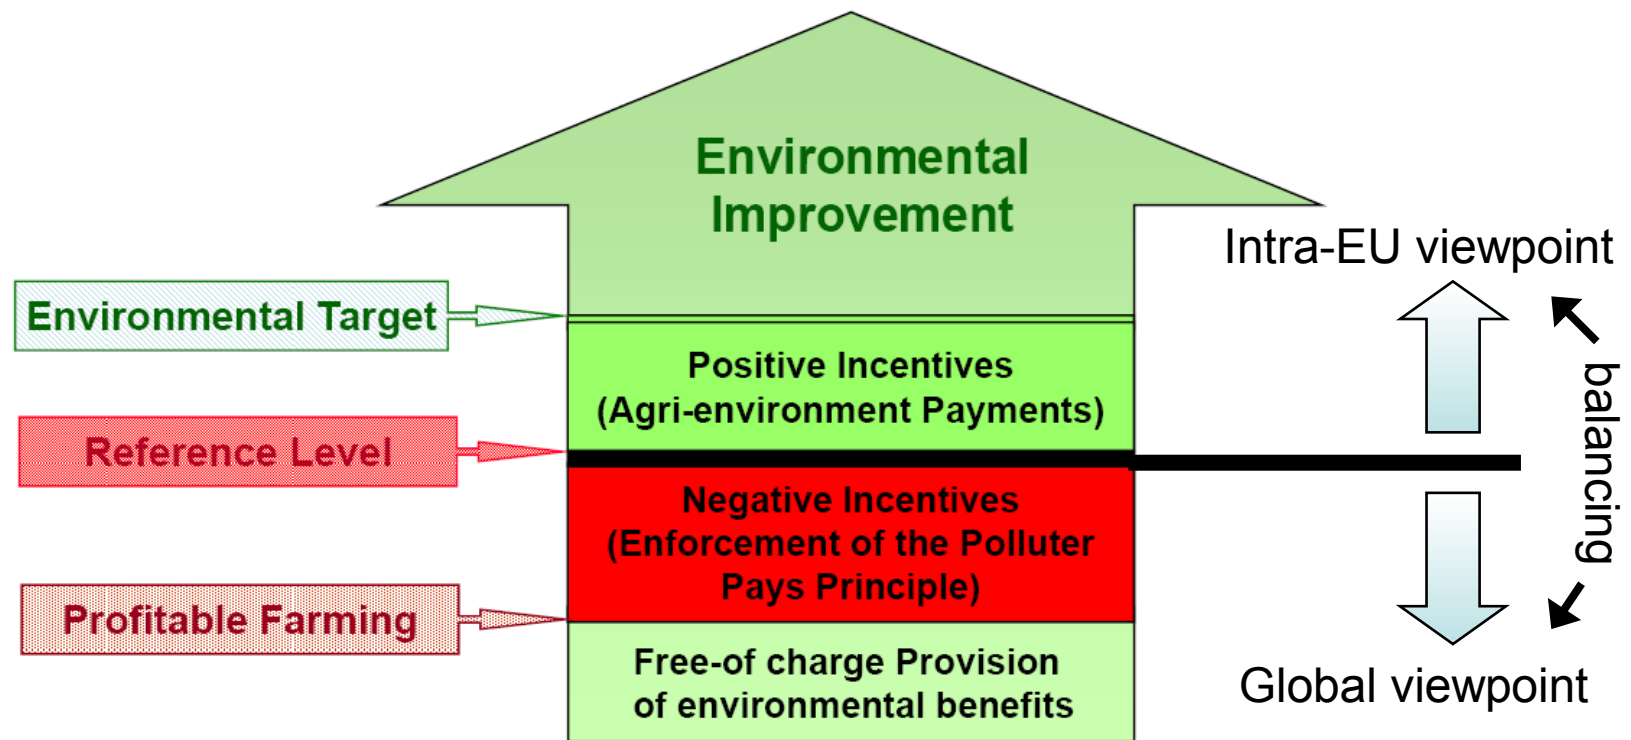 Environmental
Improvement
Intra-EU viewpoint
Environmental Target
Positive Incentives
(Agri-environment Payments)
Reference Level
balancing
Negative Incentives
(Enforcement of the Polluter
Pays Principle)
Profitable Farming
Free-of charge Provision
of environmental benefits
Global viewpoint